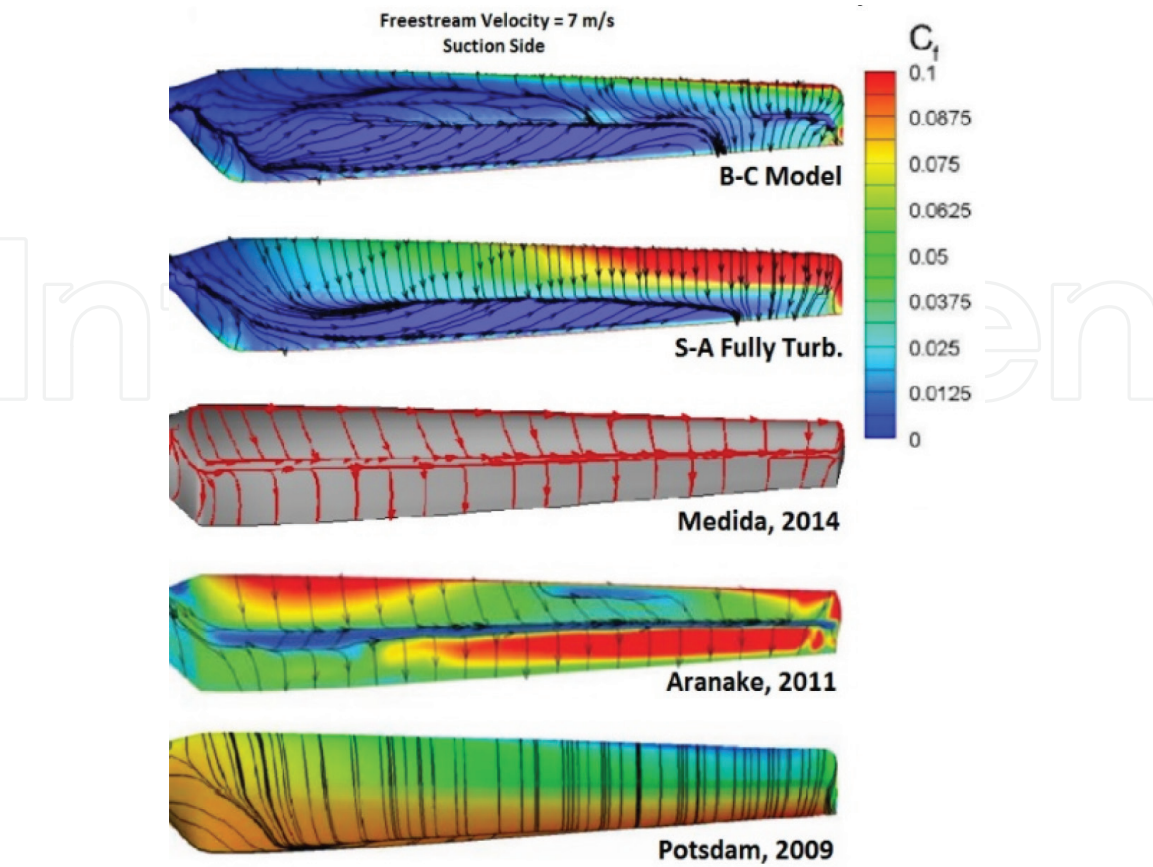 Freestream Velocity = 7 m/s
Suction Side
C_f
0.1
0.0875
0.075
0.0625
0.05
0.0375
0.025
0.0125
0
B-C Model
S-A Fully Turb.
Medida, 2014
Aranake, 2011
Potsdam, 2009